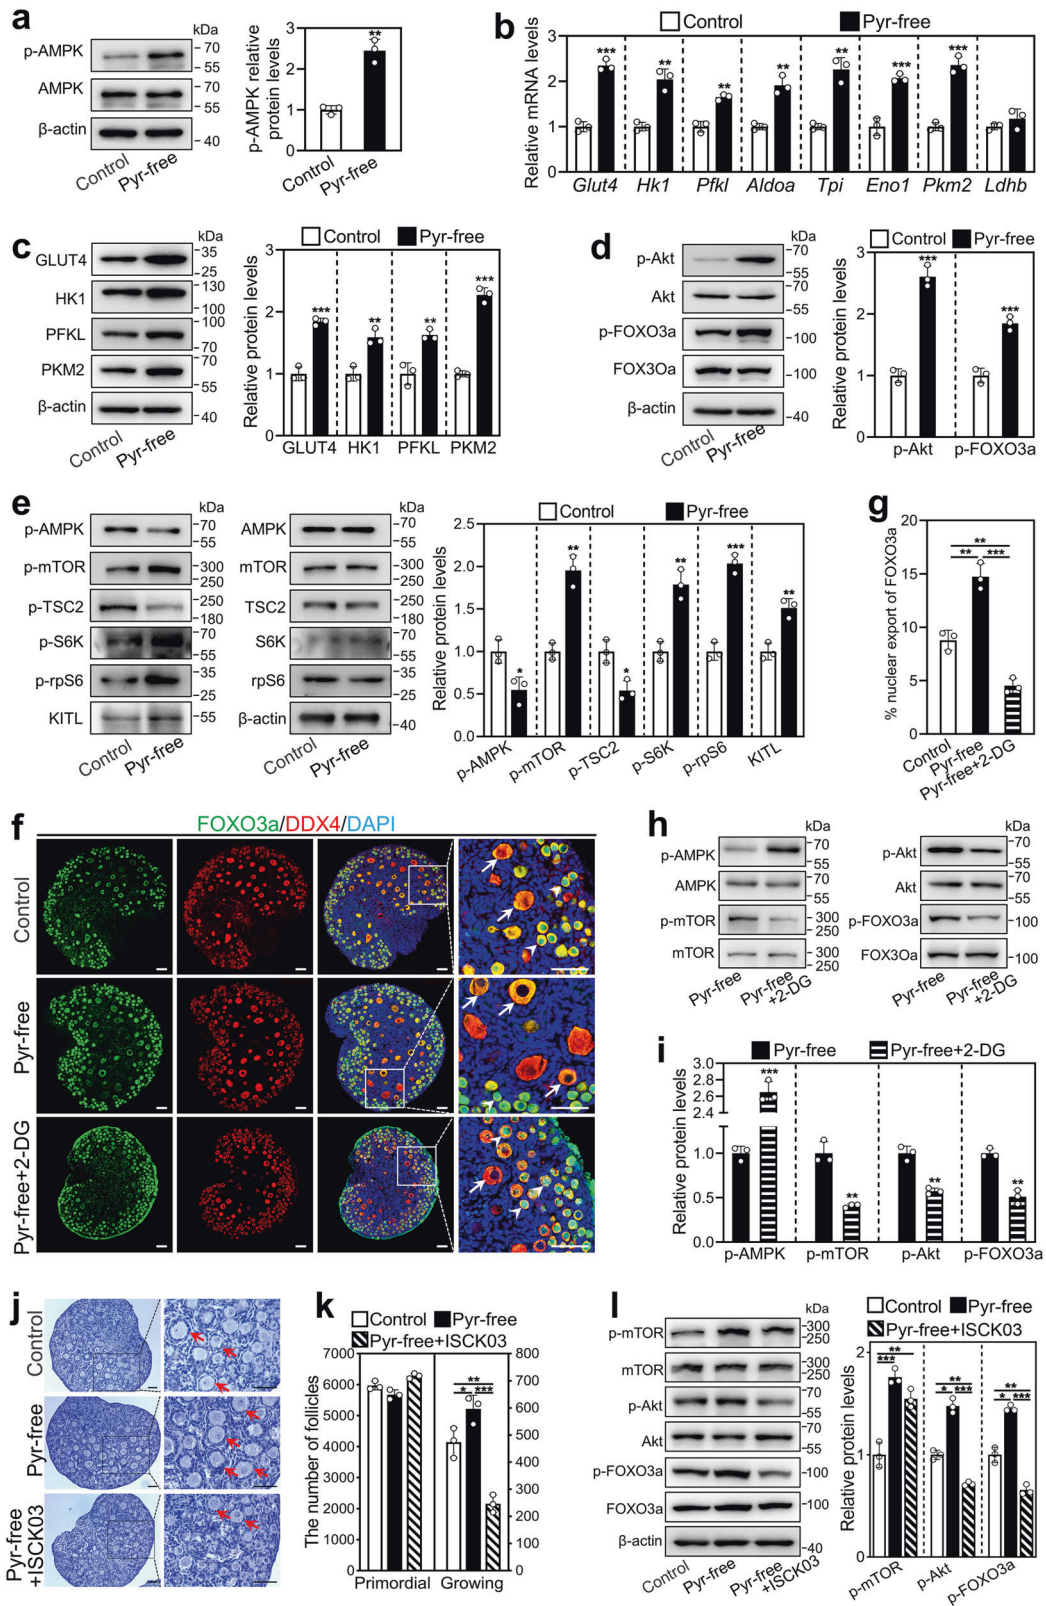 a
kDa
p-AMPK
70
55
AMPK
70
55
β-actin
40
Control
Pyr-free
p-AMPK relative
protein levels
3
2
1
0
**
Control
Pyr-free
b
Control
Pyr-free
Relative mRNA levels
3
2
1
0
***
**
**
**
**
***
***
Glut4
Hk1
Pfkl
Aldoa
Tpi
Eno1
Pkm2
Ldhb
c
kDa
GLUT4
35
25
HK1
130
100
PFKL
100
70
PKM2
70
55
β-actin
40
Control
Pyr-free
Control
Pyr-free
Relative protein levels
3
2
1
0
***
**
**
***
GLUT4
HK1
PFKL
PKM2
d
kDa
p-Akt
70
55
Akt
70
55
p-FOXO3a
100
FOX3Oa
100
β-actin
40
Control
Pyr-free
Control
Pyr-free
Relative protein levels
3
2
1
0
***
***
p-Akt
p-FOXO3a
e
kDa
p-AMPK
70
55
p-mTOR
300
250
p-TSC2
250
180
p-S6K
70
55
p-rpS6
35
25
KITL
55
Control
Pyr-free
kDa
AMPK
70
55
mTOR
300
250
TSC2
250
180
S6K
70
55
rpS6
35
25
β-actin
40
Control
Pyr-free
Control
Pyr-free
Relative protein levels
2.5
2.0
1.5
1.0
0.5
0.0
*
**
*
**
***
**
p-AMPK
p-mTOR
p-TSC2
p-S6K
p-rpS6
KITL
g
% nuclear export of FOXO3a
20
15
10
5
0
**
**
***
Control
Pyr-free
Pyr-free+2-DG
f
FOXO3a/DDX4/DAPI
Control
Pyr-free
Pyr-free+2-DG
h
kDa
p-AMPK
70
55
AMPK
70
55
p-mTOR
300
250
mTOR
300
250
Pyr-free
Pyr-free
+2-DG
kDa
p-Akt
70
55
Akt
70
55
p-FOXO3a
100
FOX3Oa
100
Pyr-free
Pyr-free
+2-DG
i
Pyr-free
Pyr-free+2-DG
Relative protein levels
3.0
2.8
2.6
2.4
1.0
0.5
0.0
***
**
**
**
p-AMPK
p-mTOR
p-Akt
p-FOXO3a
j
Control
Pyr-free
Pyr-free
+ISCK03
k
Control
Pyr-free
Pyr-free+ISCK03
The number of follicles
7000
6000
5000
4000
3000
2000
1000
0
800
700
600
500
400
300
200
100
0
**
*
***
Primordial
Growing
l
kDa
p-mTOR
300
250
mTOR
300
250
p-Akt
70
55
Akt
70
55
p-FOXO3a
100
FOXO3a
100
β-actin
40
Control
Pyr-free
Pyr-free
+ISCK03
Control
Pyr-free
Pyr-free+ISCK03
Relative protein levels
2
1
0
**
***
**
*
***
**
*
***
p-mTOR
p-Akt
p-FOXO3a